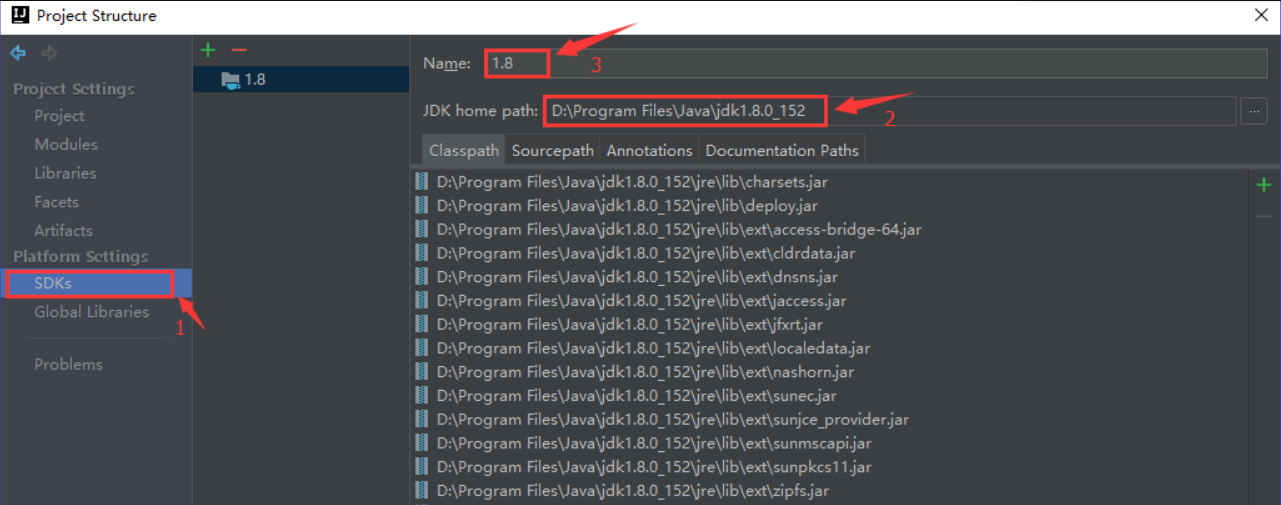 Project Structure
Project Settings
Project
Modules
Libraries
Facets
Artifacts
Platform Settings
SDKs
1
Global Libraries
Problems
1.8
Name: 1.8
3
JDK home path: D:\Program Files\Java\jdk1.8.0_152
2
...
Classpath Sourcepath Annotations Documentation Paths
D:\Program Files\Java\jdk1.8.0_152\jre\lib\charsets.jar
D:\Program Files\Java\jdk1.8.0_152\jre\lib\deploy.jar
D:\Program Files\Java\jdk1.8.0_152\jre\lib\ext\access-bridge-64.jar
D:\Program Files\Java\jdk1.8.0_152\jre\lib\ext\cldrdata.jar
D:\Program Files\Java\jdk1.8.0_152\jre\lib\ext\dnsns.jar
D:\Program Files\Java\jdk1.8.0_152\jre\lib\ext\jaccess.jar
D:\Program Files\Java\jdk1.8.0_152\jre\lib\ext\jfxrt.jar
D:\Program Files\Java\jdk1.8.0_152\jre\lib\ext\localedata.jar
D:\Program Files\Java\jdk1.8.0_152\jre\lib\ext\nashorn.jar
D:\Program Files\Java\jdk1.8.0_152\jre\lib\ext\sunec.jar
D:\Program Files\Java\jdk1.8.0_152\jre\lib\ext\sunjce_provider.jar
D:\Program Files\Java\jdk1.8.0_152\jre\lib\ext\sunmscapi.jar
D:\Program Files\Java\jdk1.8.0_152\jre\lib\ext\sunpkcs11.jar
D:\Program Files\Java\jdk1.8.0_152\jre\lib\ext\zipfs.jar